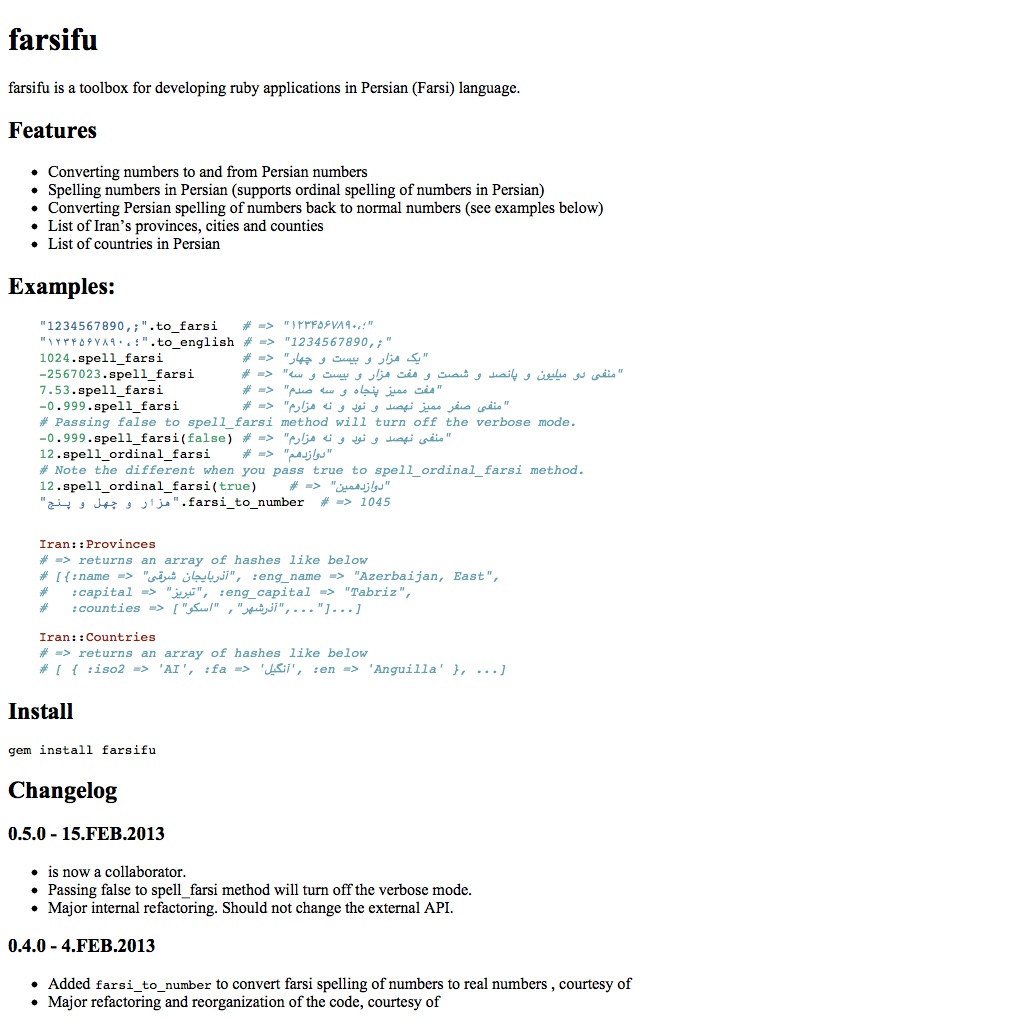 farsifu
farsifu is a toolbox for developing ruby applications in Persian (Farsi) language.
Features
• Converting numbers to and from Persian numbers
• Spelling numbers in Persian (supports ordinal spelling of numbers in Persian)
• Converting Persian spelling of numbers back to normal numbers (see examples below)
• List of Iran’s provinces, cities and counties
• List of countries in Persian
Examples:
"1234567890,;".to_farsi # => "۱۲۳۴۵۶۷۸۹۰،؛"
"۱۲۳۴۵۶۷۸۹۰،؛".to_english # => "1234567890,;"
1024.spell_farsi # => "یک هزار و بیست و چهار"
-2567023.spell_farsi # => "منفی دو میلیون و پانصد و شصت و هفت هزار و بیست و سه"
7.53.spell_farsi # => "هفت ممیز پنجاه و سه صدم"
-0.999.spell_farsi # => "منفی صفر ممیز نهصد و نود و نه هزارم"
# Passing false to spell_farsi method will turn off the verbose mode.
-0.999.spell_farsi(false) # => "منفی نهصد و نود و نه هزارم"
12.spell_ordinal_farsi # => "دوازدهم"
# Note the different when you pass true to spell_ordinal_farsi method.
12.spell_ordinal_farsi(true) # => "دوازدهمین"
"هزار و چهل و پنج".farsi_to_number # => 1045
Iran::Provinces
# => returns an array of hashes like below
# [{:name => "آذربایجان شرقی", :eng_name => "Azerbaijan, East",
# :capital => "تبریز", :eng_capital => "Tabriz",
# :counties => ["آذرشهر", "اسکو",..."]...]
Iran::Countries
# => returns an array of hashes like below
# [ { :iso2 => 'AI', :fa => 'آنگیل', :en => 'Anguilla' }, ...]
Install
gem install farsifu
Changelog
0.5.0 - 15.FEB.2013
• is now a collaborator.
• Passing false to spell_farsi method will turn off the verbose mode.
• Major internal refactoring. Should not change the external API.
0.4.0 - 4.FEB.2013
• Added farsi_to_number to convert farsi spelling of numbers to real numbers , courtesy of
• Major refactoring and reorganization of the code, courtesy of